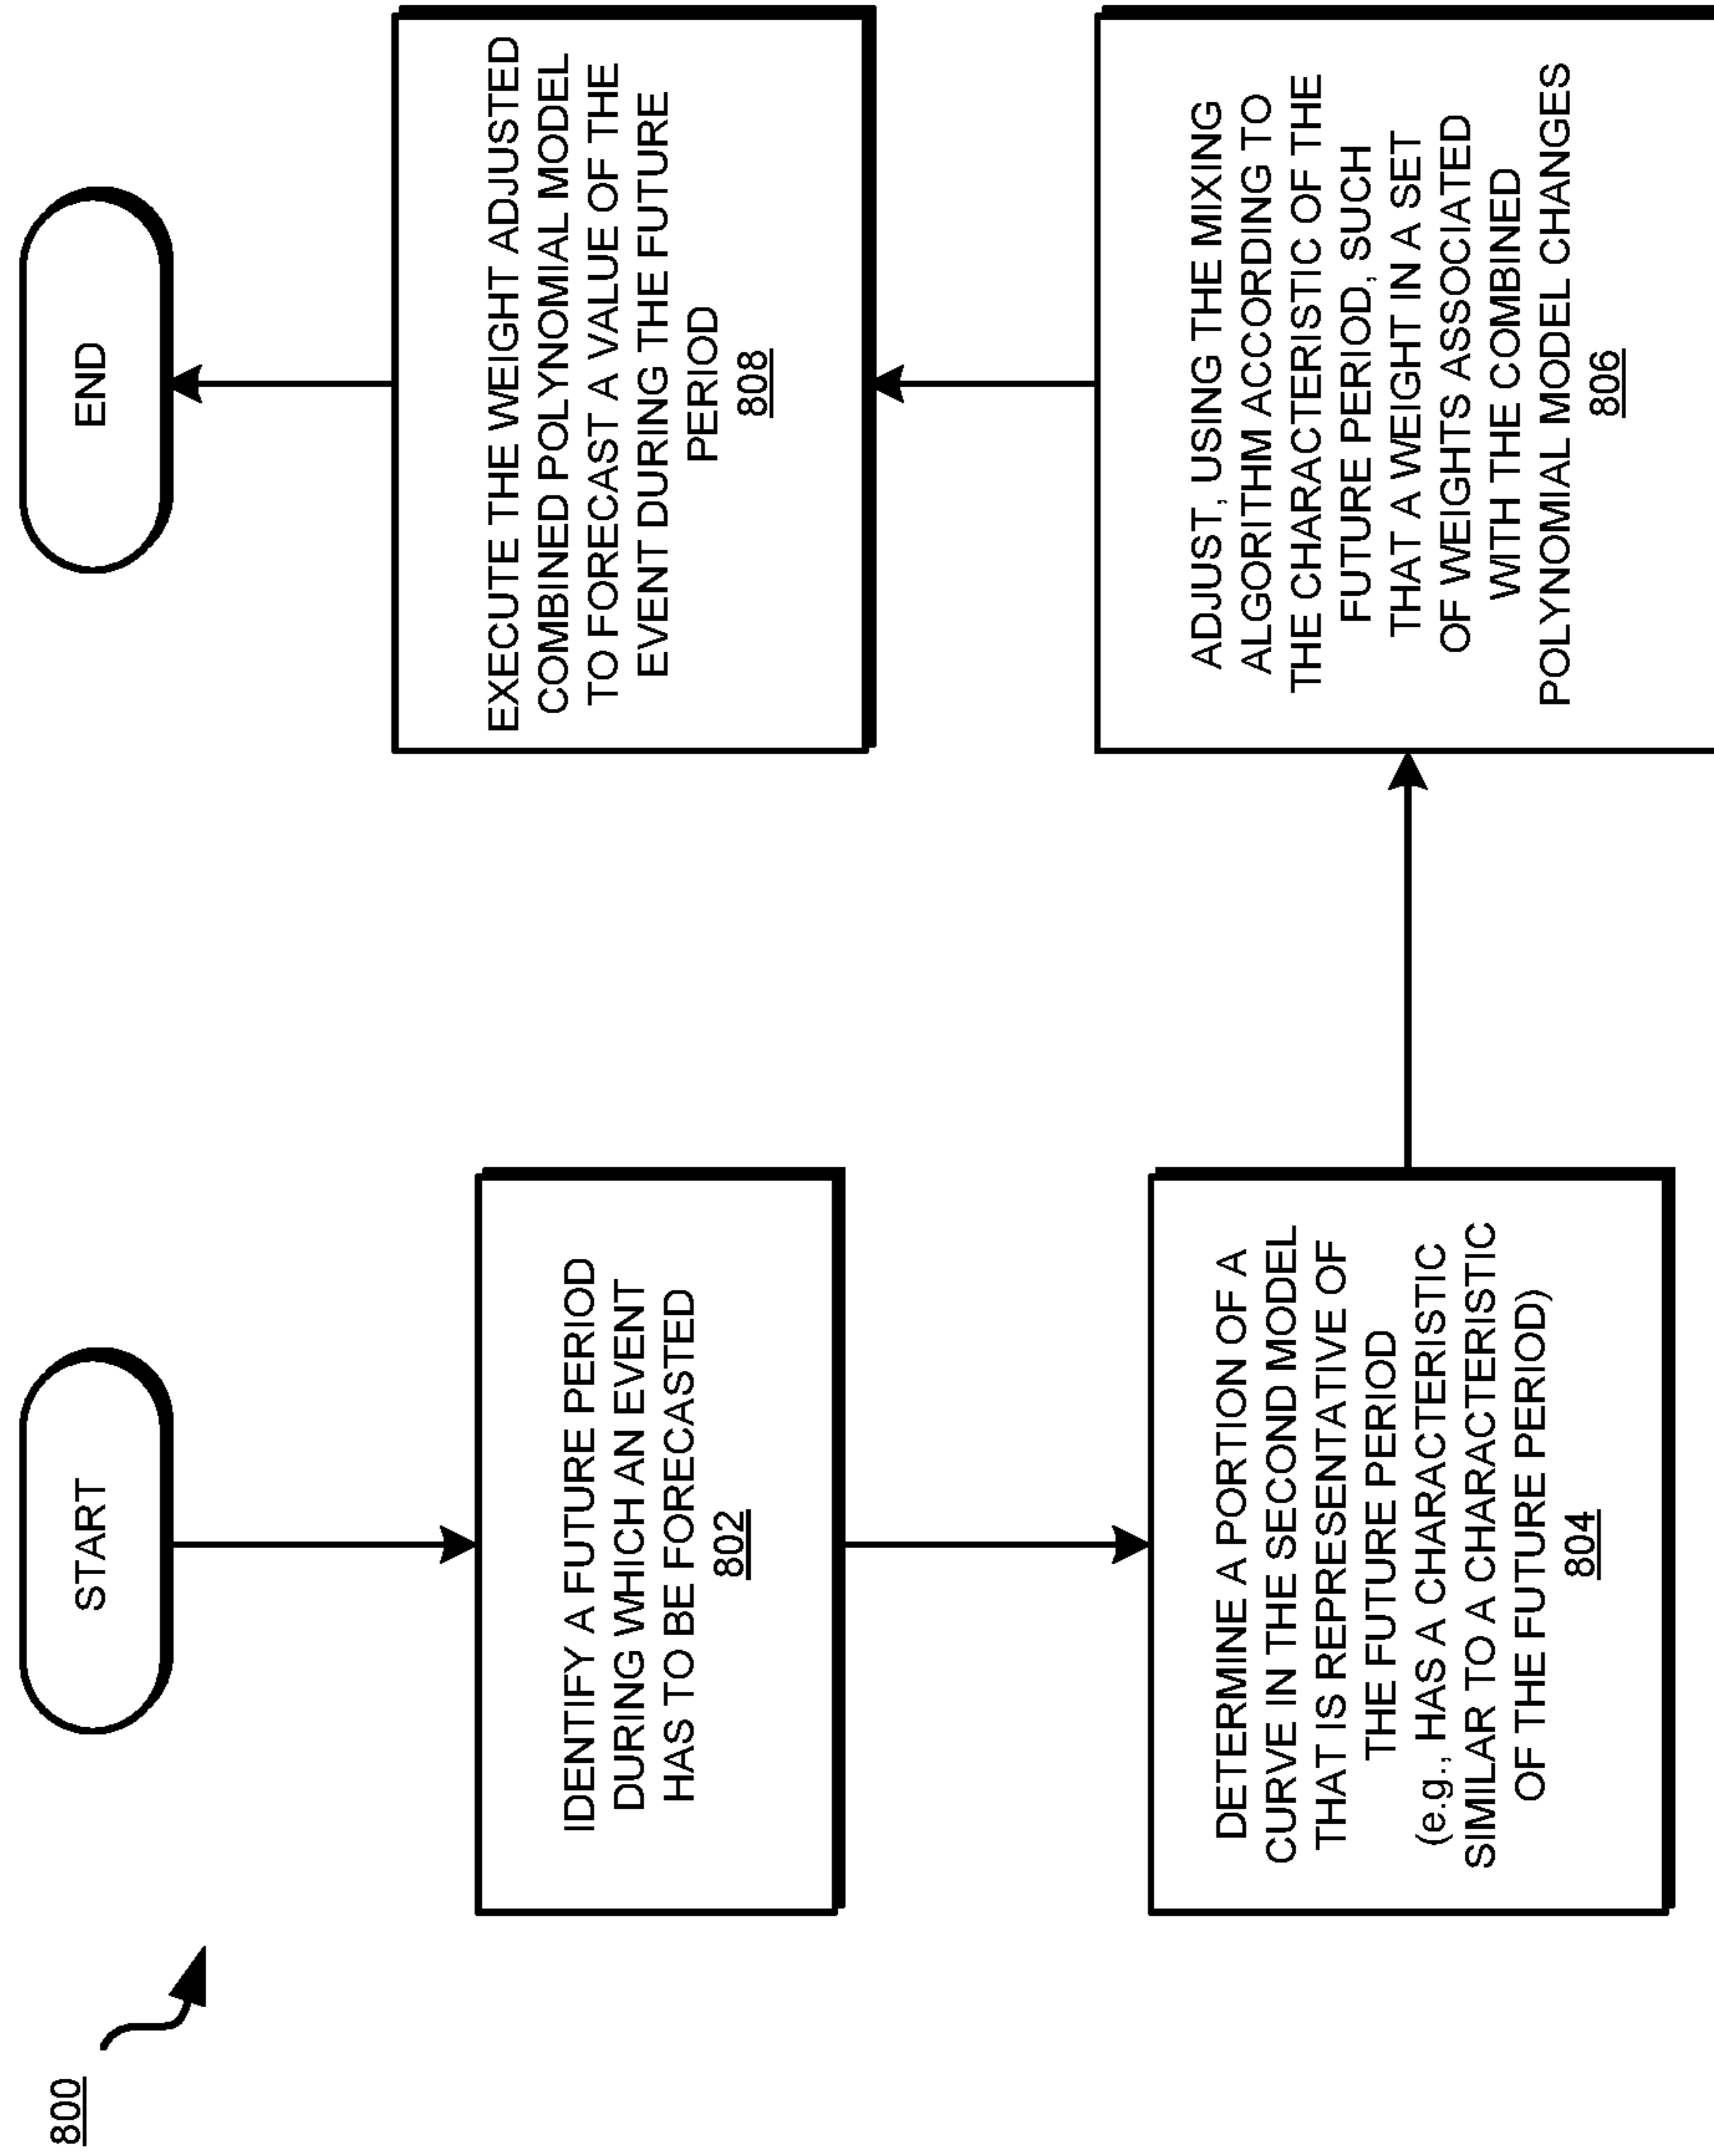 800
START
IDENTIFY A FUTURE PERIOD
DURING WHICH AN EVENT
HAS TO BE FORECASTED
802
DETERMINE A PORTION OF A
CURVE IN THE SECOND MODEL
THAT IS REPRESENTATIVE OF
THE FUTURE PERIOD
(e.g., HAS A CHARACTERISTIC
SIMILAR TO A CHARACTERISTIC
OF THE FUTURE PERIOD)
804
ADJUST, USING THE MIXING
ALGORITHM ACCORDING TO
THE CHARACTERISTIC OF THE
FUTURE PERIOD, SUCH
THAT A WEIGHT IN A SET
OF WEIGHTS ASSOCIATED
WITH THE COMBINED
POLYNOMIAL MODEL CHANGES
806
EXECUTE THE WEIGHT ADJUSTED
COMBINED POLYNOMIAL MODEL
TO FORECAST A VALUE OF THE
EVENT DURING THE FUTURE
PERIOD
808
END